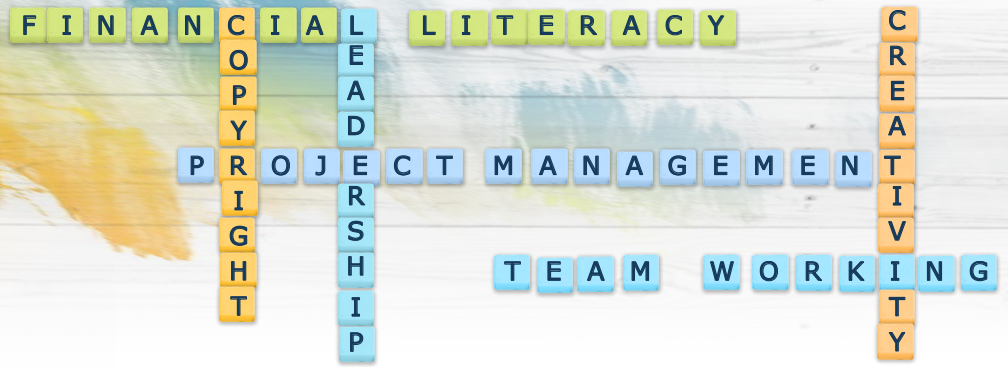 FINANCIAL LITERACY
COPYRIGHT
LEADERSHIP
CREATIVITY
PROJECT MANAGEMENT
TEAM WORKING